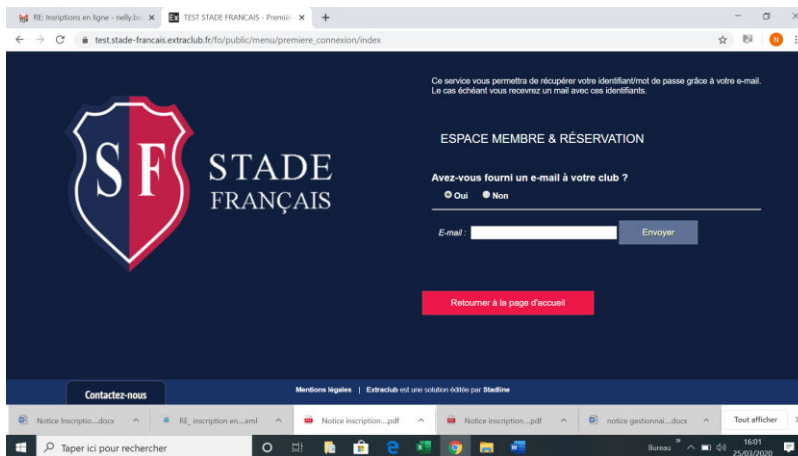 RE: Insriptions en ligne - nelly.bo
TEST STADE FRANCAIS - Premiè
test.stade-francais.extraclub.fr/fo/public/menu/premiere_connexion/index
N
Ce service vous permettra de récupérer votre identifiant/mot de passe grâce à votre e-mail.
Le cas échéant vous recevrez un mail avec ces identifiants.
SF
STADE
FRANÇAIS
ESPACE MEMBRE & RÉSERVATION
Avez-vous fourni un e-mail à votre club ?
Oui Non
E-mail : Envoyer
Retourner à la page d'accueil
Contactez-nous
Mentions légales | Extraclub est une solution éditée par Stadline
Notice Inscriptio....docx
RE_ inscription en....eml
Notice inscription....pdf
Notice inscription....pdf
notice gestionnai....docx
Tout afficher
Taper ici pour rechercher
Bureau
16:01
25/03/2020